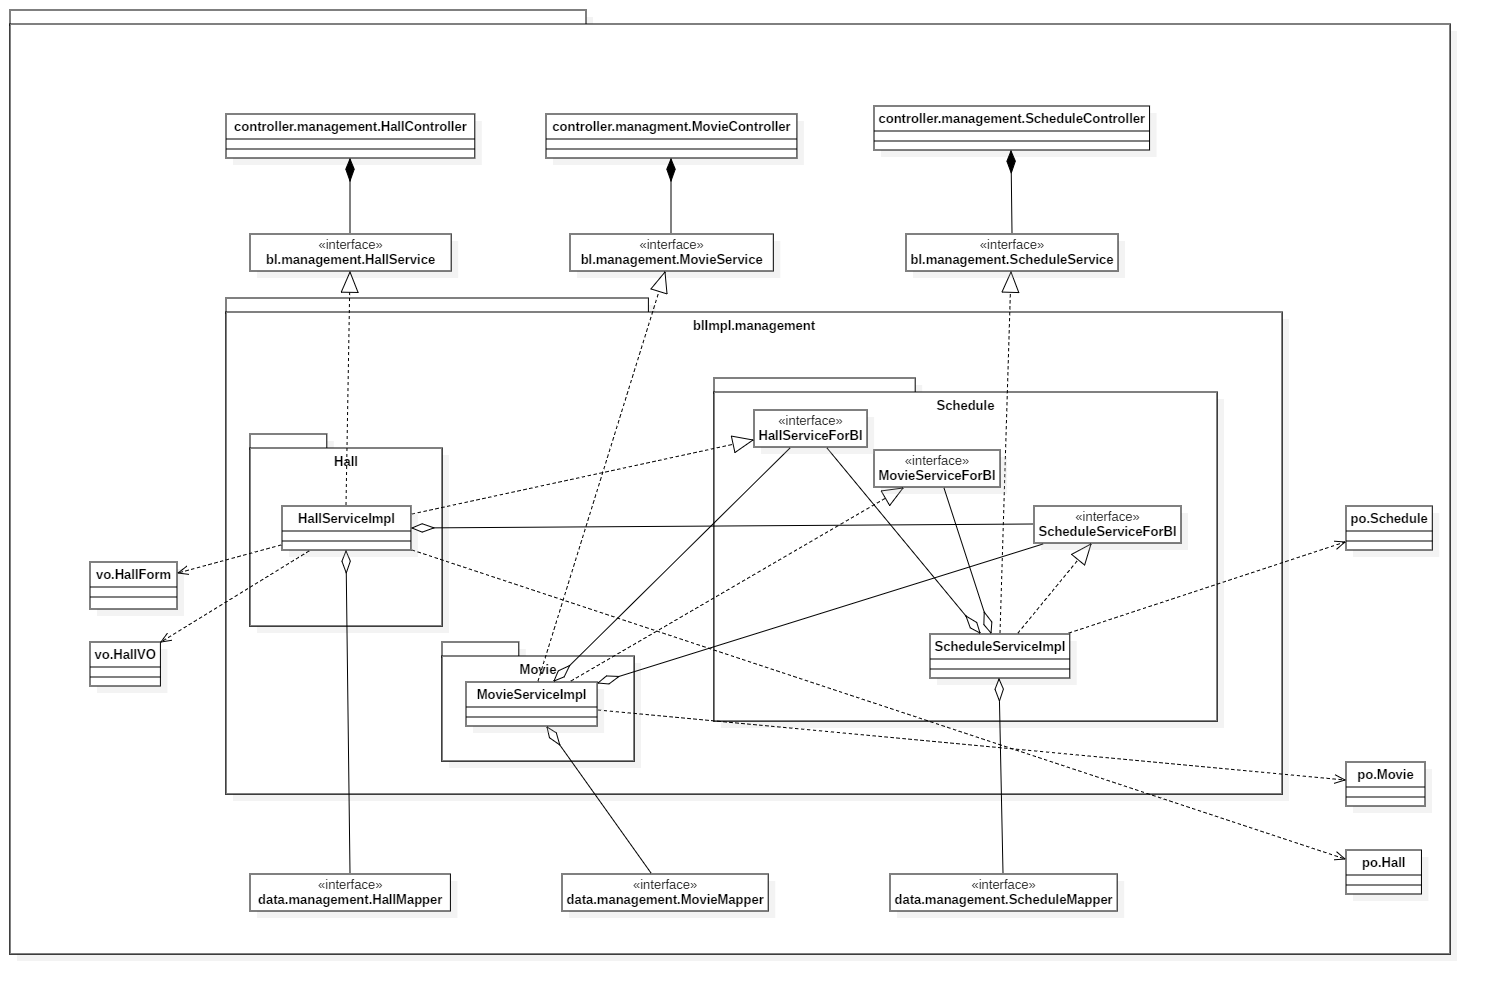 controller.management.HallController
controller.managment.MovieController
controller.management.ScheduleController
«interface»
bl.management.HallService
«interface»
bl.management.MovieService
«interface»
bl.management.ScheduleService
blImpl.management
Schedule
«interface»
HallServiceForBl
«interface»
MovieServiceForBl
Hall
HallServiceImpl
«interface»
ScheduleServiceForBl
po.Schedule
vo.HallForm
vo.HallVO
Movie
MovieServiceImpl
ScheduleServiceImpl
po.Movie
po.Hall
«interface»
data.management.HallMapper
«interface»
data.management.MovieMapper
«interface»
data.management.ScheduleMapper